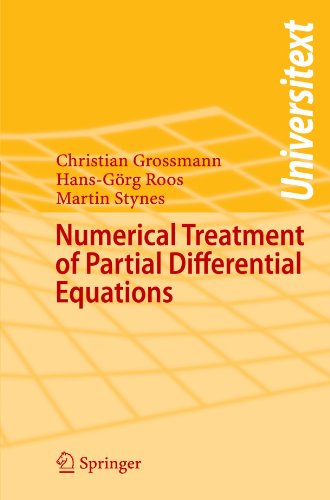 Universitext
Christian Grossmann
Hans-Görg Roos
Martin Stynes
Numerical Treatment
of Partial Differential
Equations
Springer